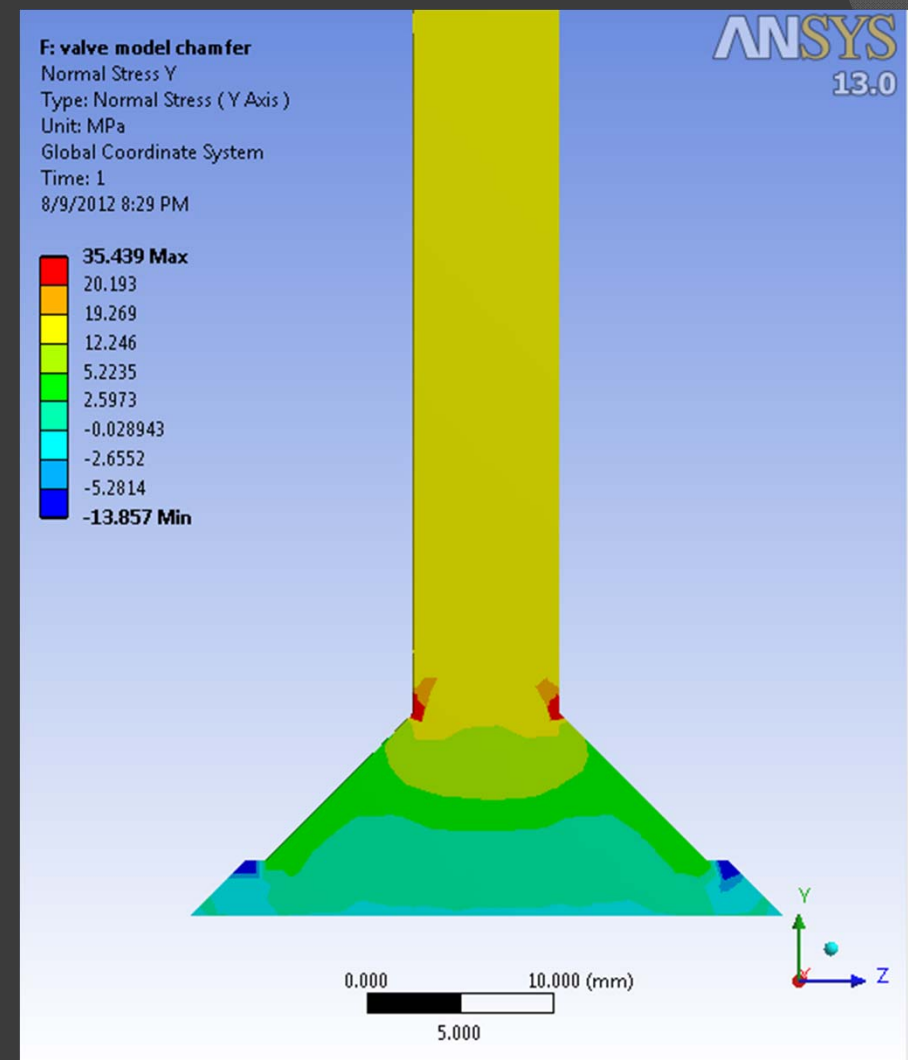 F: valve model chamfer
Normal Stress Y
Type: Normal Stress ( Y Axis )
Unit: MPa
Global Coordinate System
Time: 1
8/9/2012 8:29 PM
ANSYS
13.0
35.439 Max
20.193
19.269
12.246
5.2235
2.5973
-0.028943
-2.6552
-5.2814
-13.857 Min
Y
X Z
0.000 10.000 (mm)
5.000